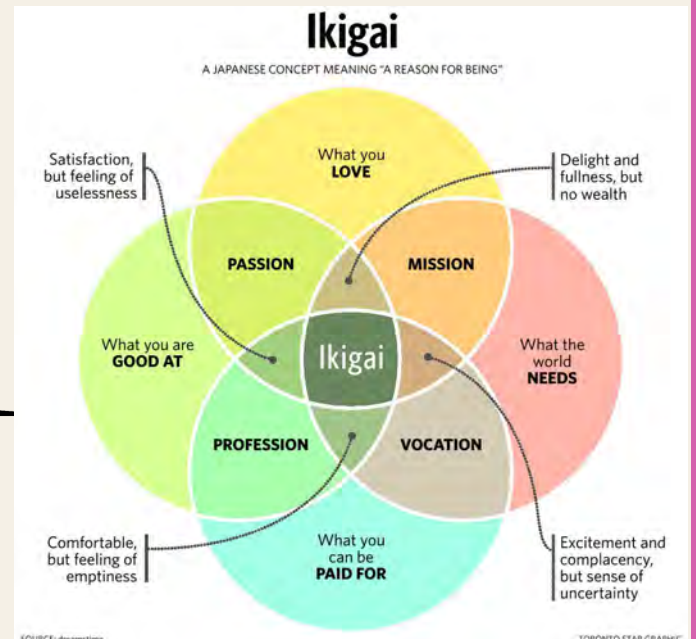 Ikigai
A JAPANESE CONCEPT MEANING "A REASON FOR BEING"
Satisfaction,
but feeling of
uselessness
What you
LOVE
Delight and
fullness, but
no wealth
PASSION
MISSION
What you are
GOOD AT
Ikigai
What the
world
NEEDS
PROFESSION
VOCATION
Comfortable,
but feeling of
emptiness
What you
can be
PAID FOR
Excitement and
complacency,
but sense of
uncertainty
SOURCE: dreamstime
TORONTO STAR GRAPHIC